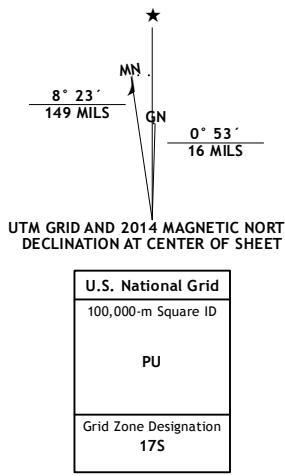 MN
GN
8° 23´
149 MILS
0° 53´
16 MILS
UTM GRID AND 2014 MAGNETIC NORT
DECLINATION AT CENTER OF SHEET
U.S. National Grid
100,000-m Square ID
PU
Grid Zone Designation
17S